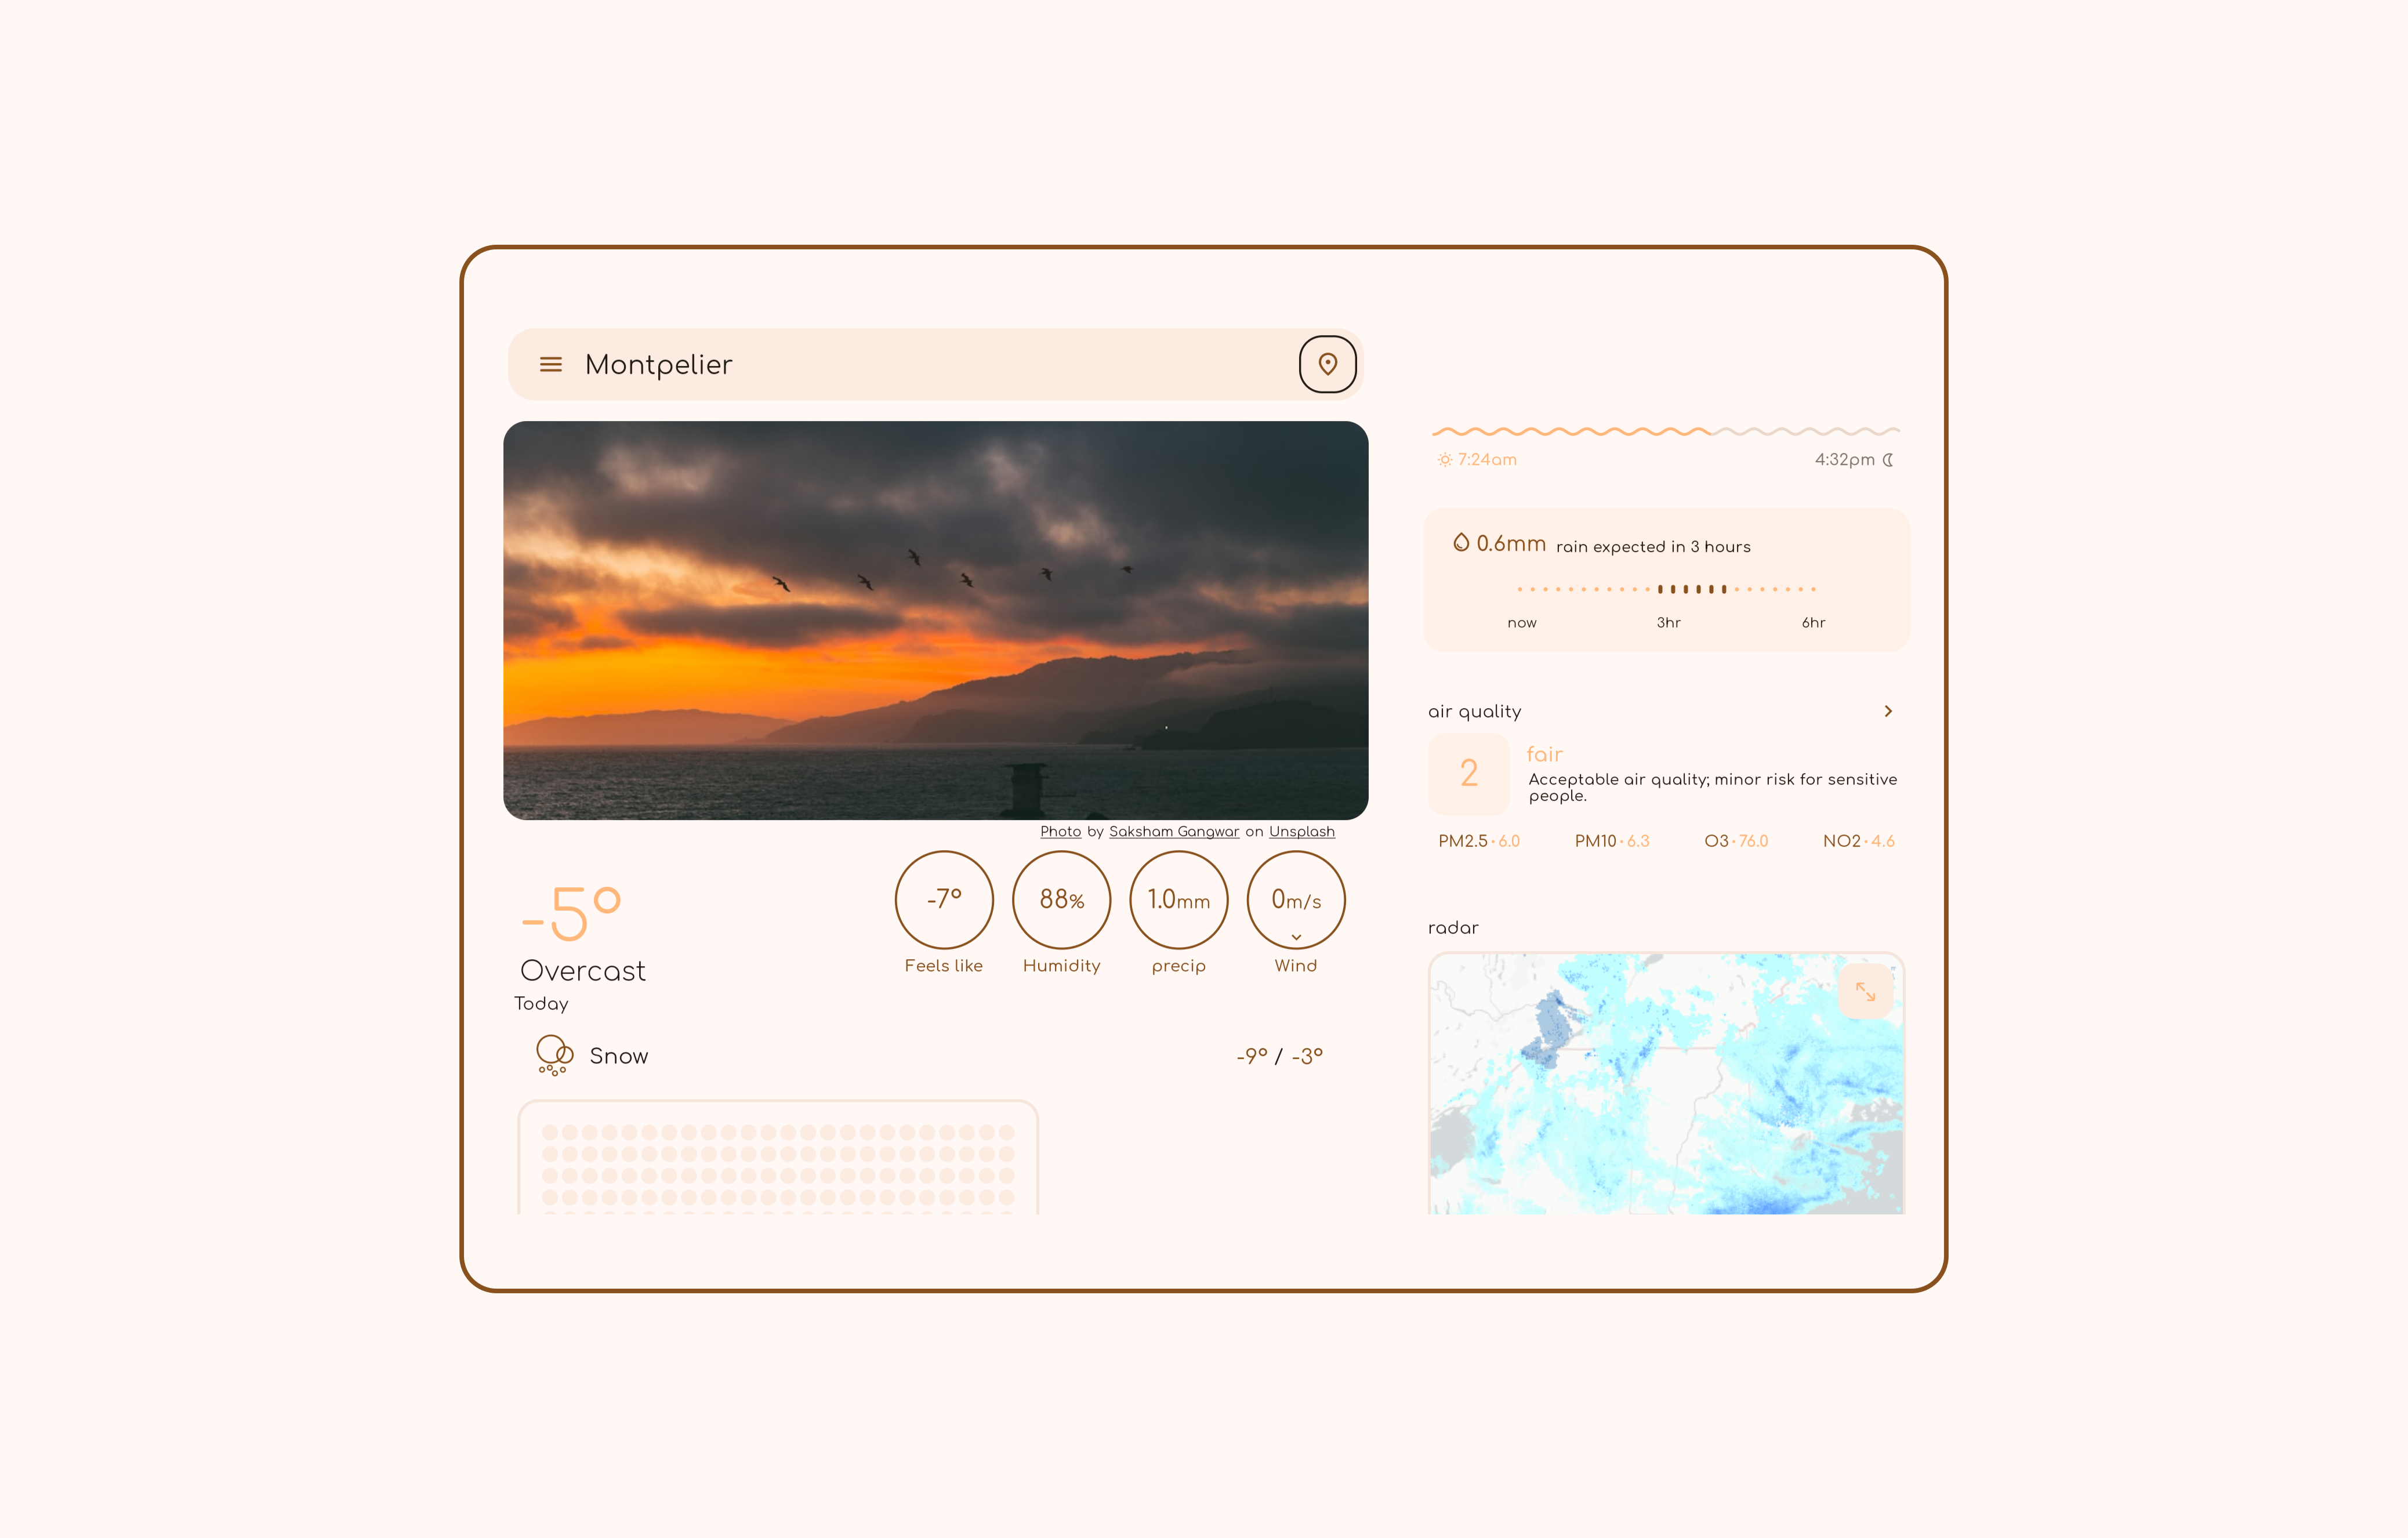 Montpelier
Photo by Saksham Gangwar on Unsplash
-5°
Overcast
-7°
Feels like
88%
Humidity
1.0mm
precip
0m/s
Wind
Today
Snow
-9° / -3°
7:24am
4:32pm
0.6mm rain expected in 3 hours
now 3hr 6hr
air quality
2
fair
Acceptable air quality; minor risk for sensitive
people.
PM2.5 · 6.0 PM10 · 6.3 O3 · 76.0 NO2 · 4.6
radar